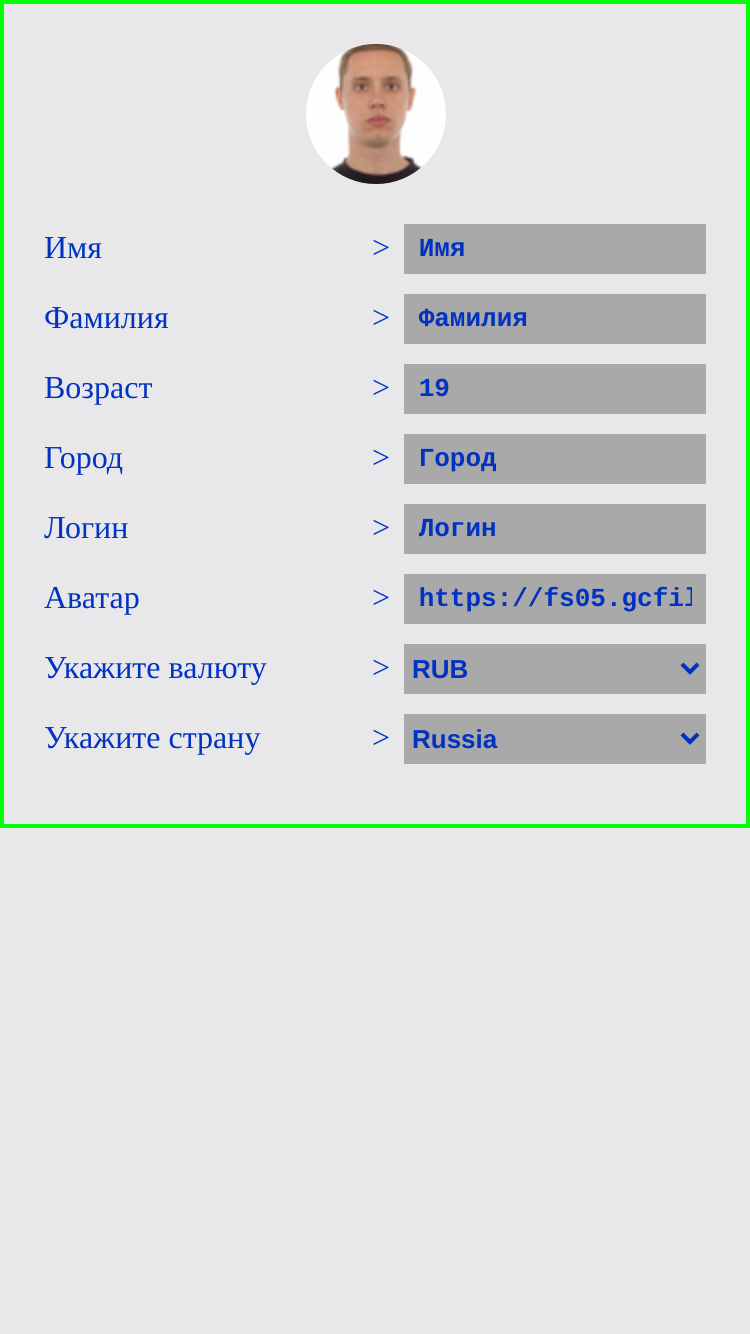 Имя > Имя
Фамилия > Фамилия
Возраст > 19
Город > Город
Логин > Логин
Аватар > https://fs05.gcfil
Укажите валюту > RUB
Укажите страну > Russia